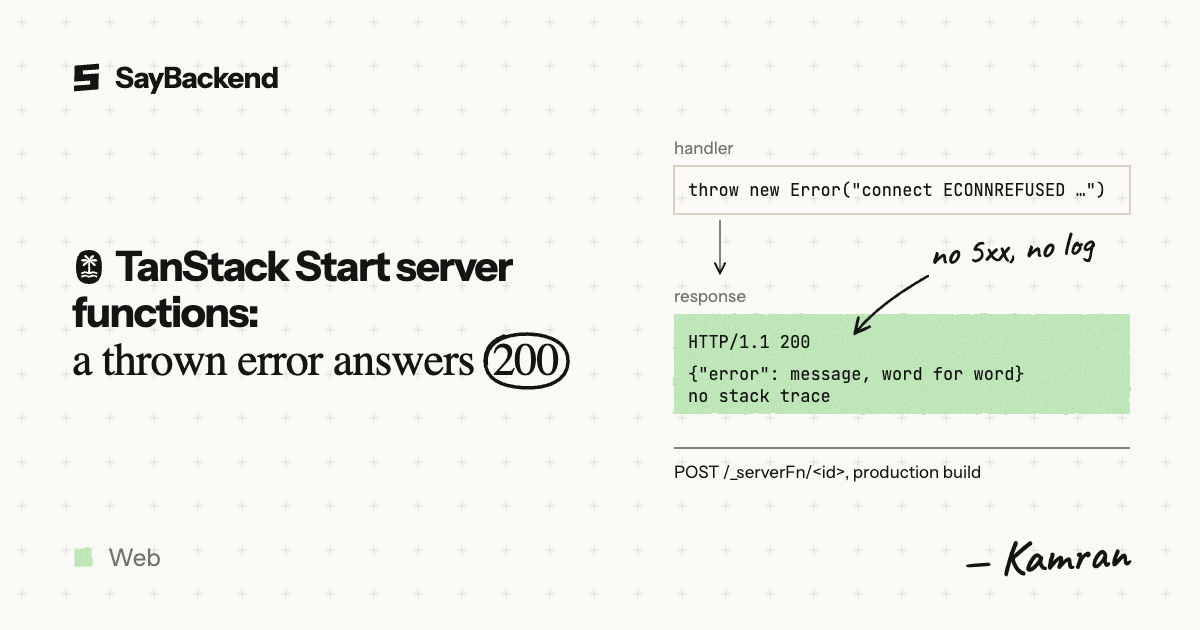 SayBackend
TanStack Start server
functions:
a thrown error answers 200
handler
throw new Error("connect ECONNREFUSED …")
no 5xx, no log
response
HTTP/1.1 200
{"error": message, word for word}
no stack trace
POST /_serverFn/<id>, production build
Web
— Kamran